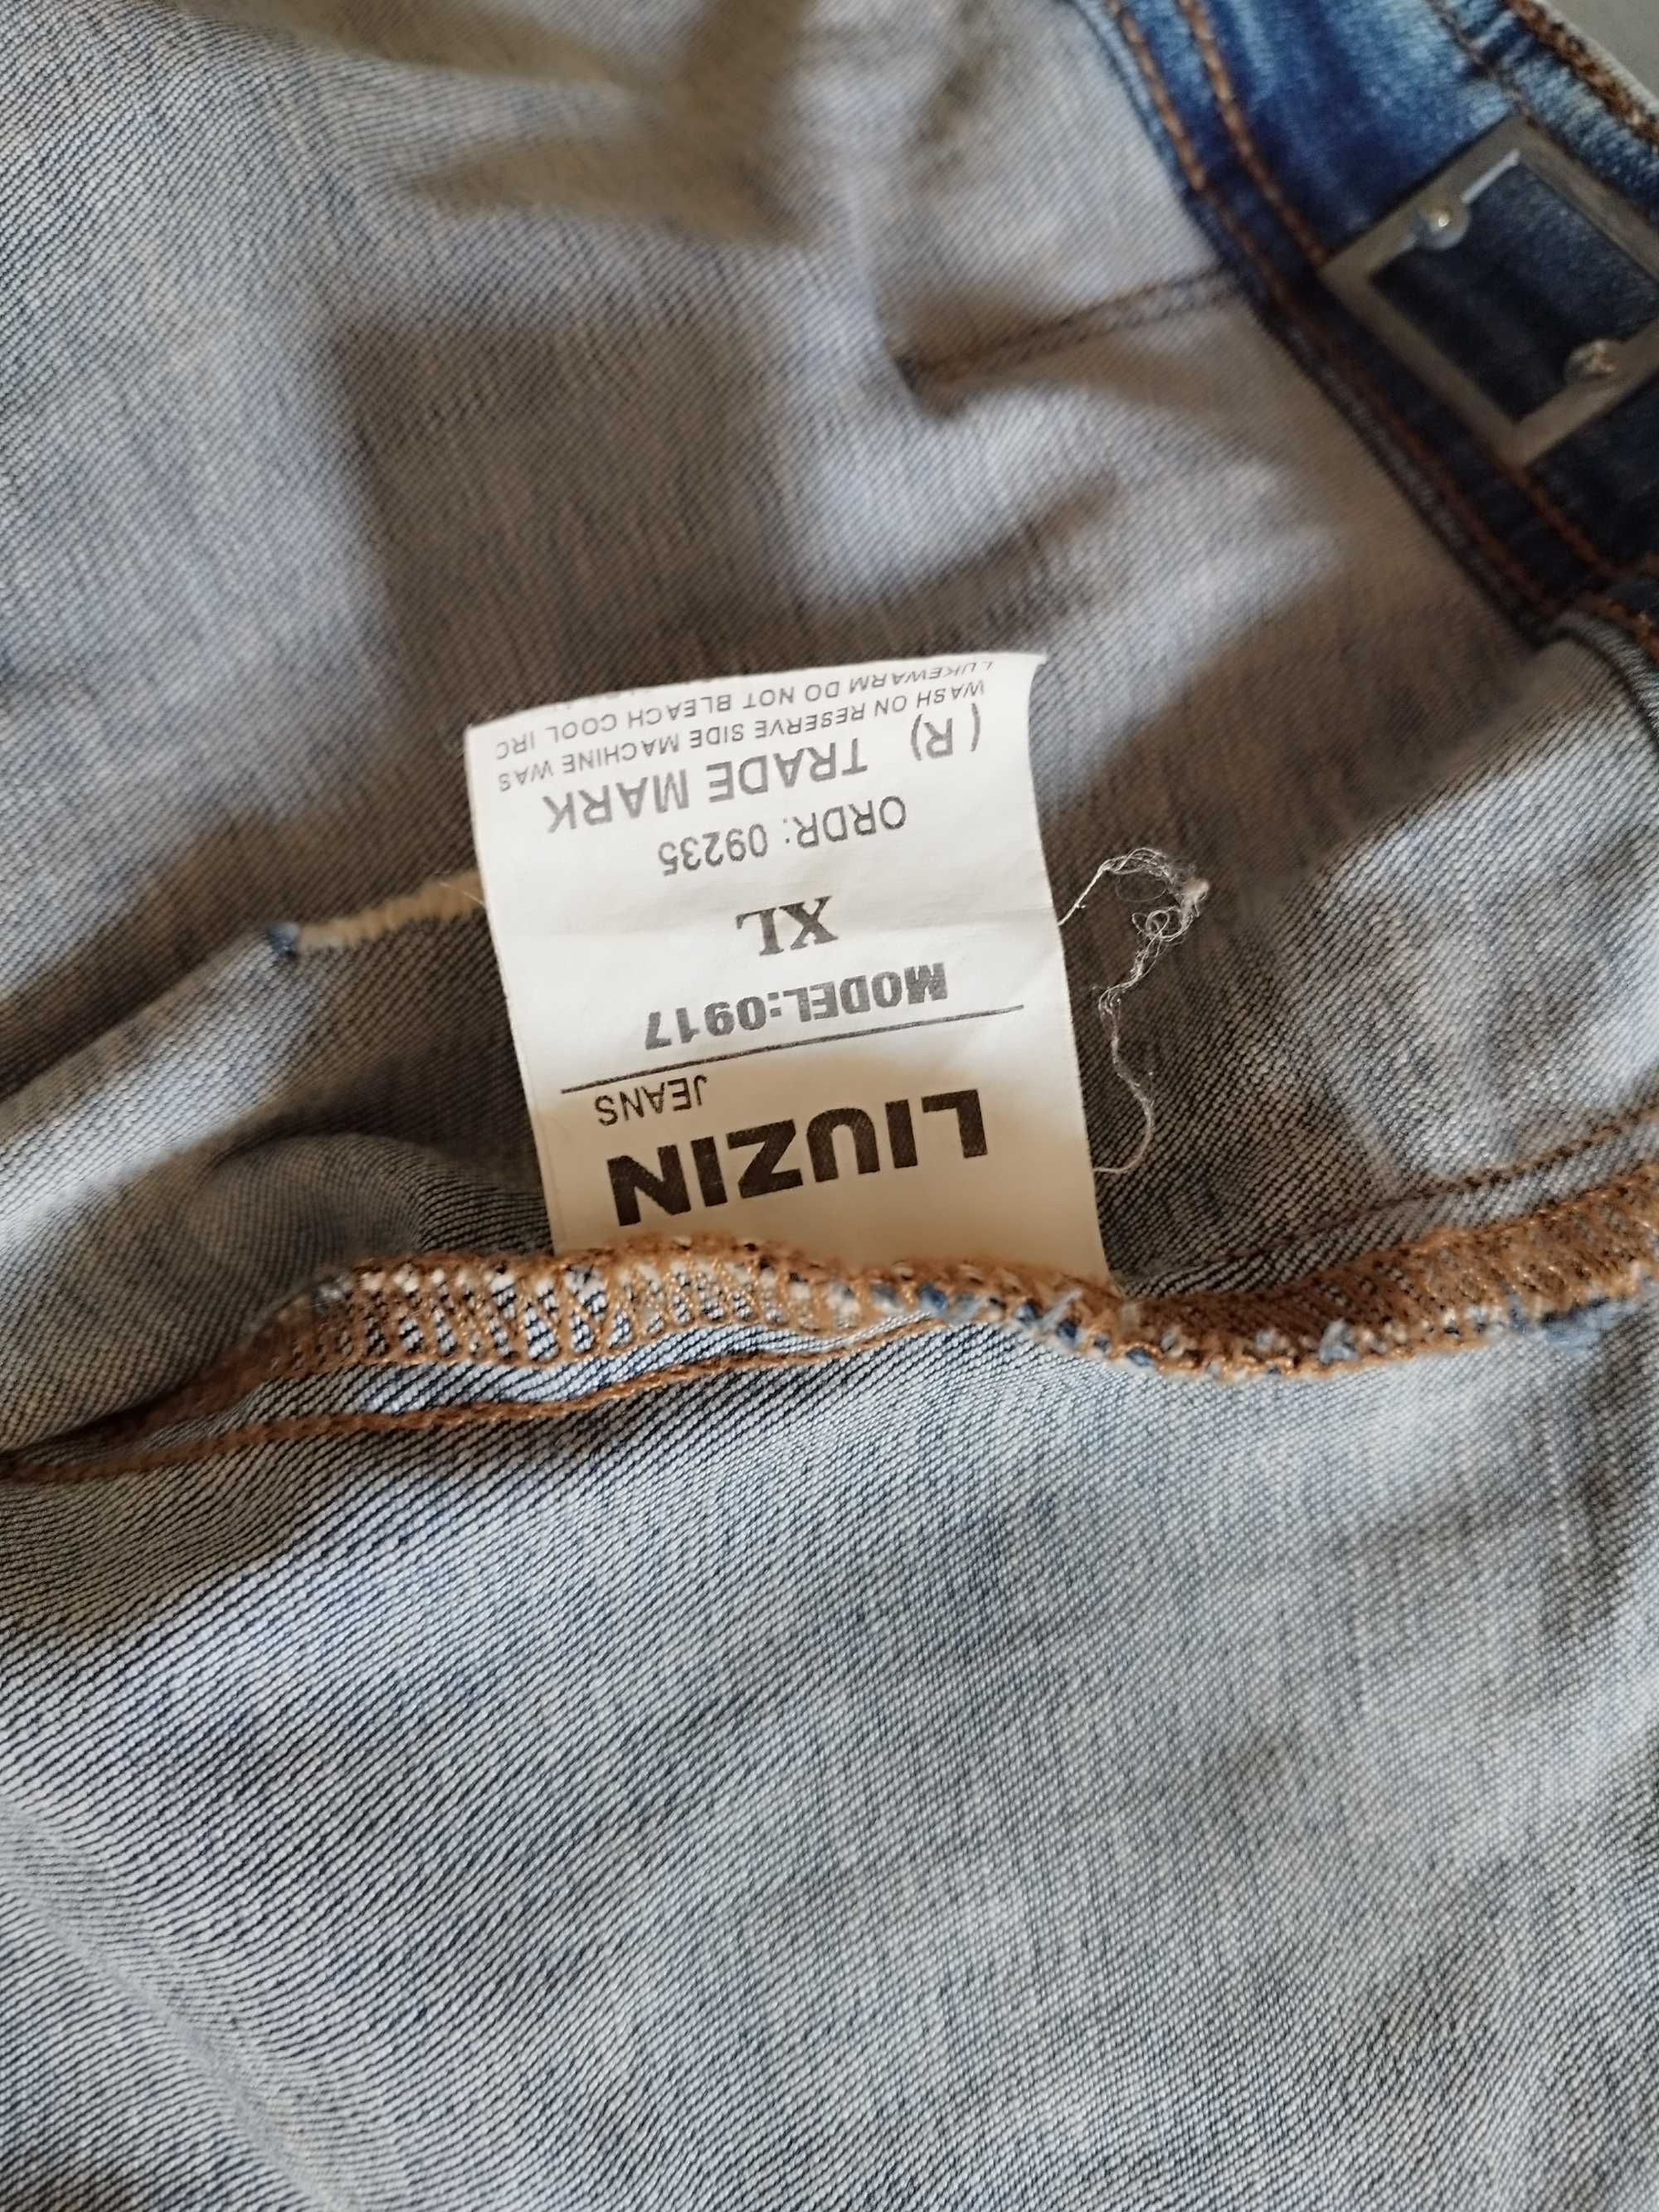 LIUZIN
JEANS
MODEL:0917
XL
ORDR: 09235
(R) TRADE MARK
WASH ON RESERVE SIDE MACHINE WAS
LUKEWARM DO NOT BLEACH COOL IRC